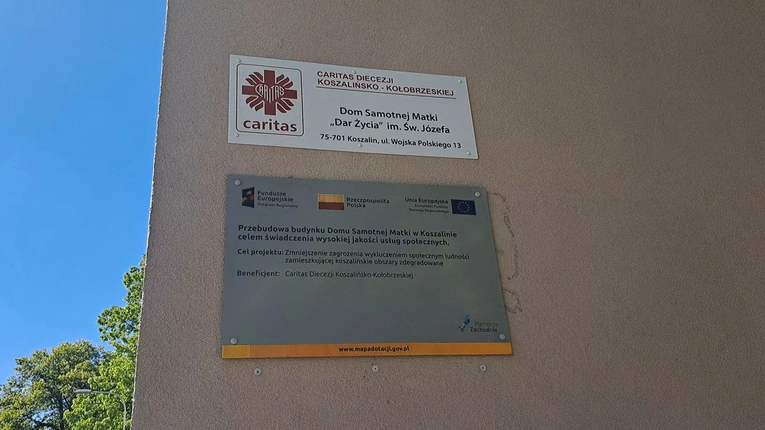 CARITAS
caritas
CARITAS DIECEZJI
KOSZALIŃSKO - KOŁOBRZESKIEJ
Dom Samotnej Matki
„Dar Życia” im. Św. Józefa
75-701 Koszalin, ul. Wojska Polskiego 13
Fundusze
Europejskie
Program Regionalny
Rzeczpospolita
Polska
Unia Europejska
Europejski Fundusz
Rozwoju Regionalnego
Przebudowa budynku Domu Samotnej Matki w Koszalinie
celem świadczenia wysokiej jakości usług społecznych.
Cel projektu: Zmniejszenie zagrożenia wykluczeniem społecznym ludności
zamieszkującej koszalińskie obszary zdegradowane
Beneficjent: Caritas Diecezji Koszalińsko-Kołobrzeskiej
Pomorze
Zachodnie
www.mapadotacji.gov.pl